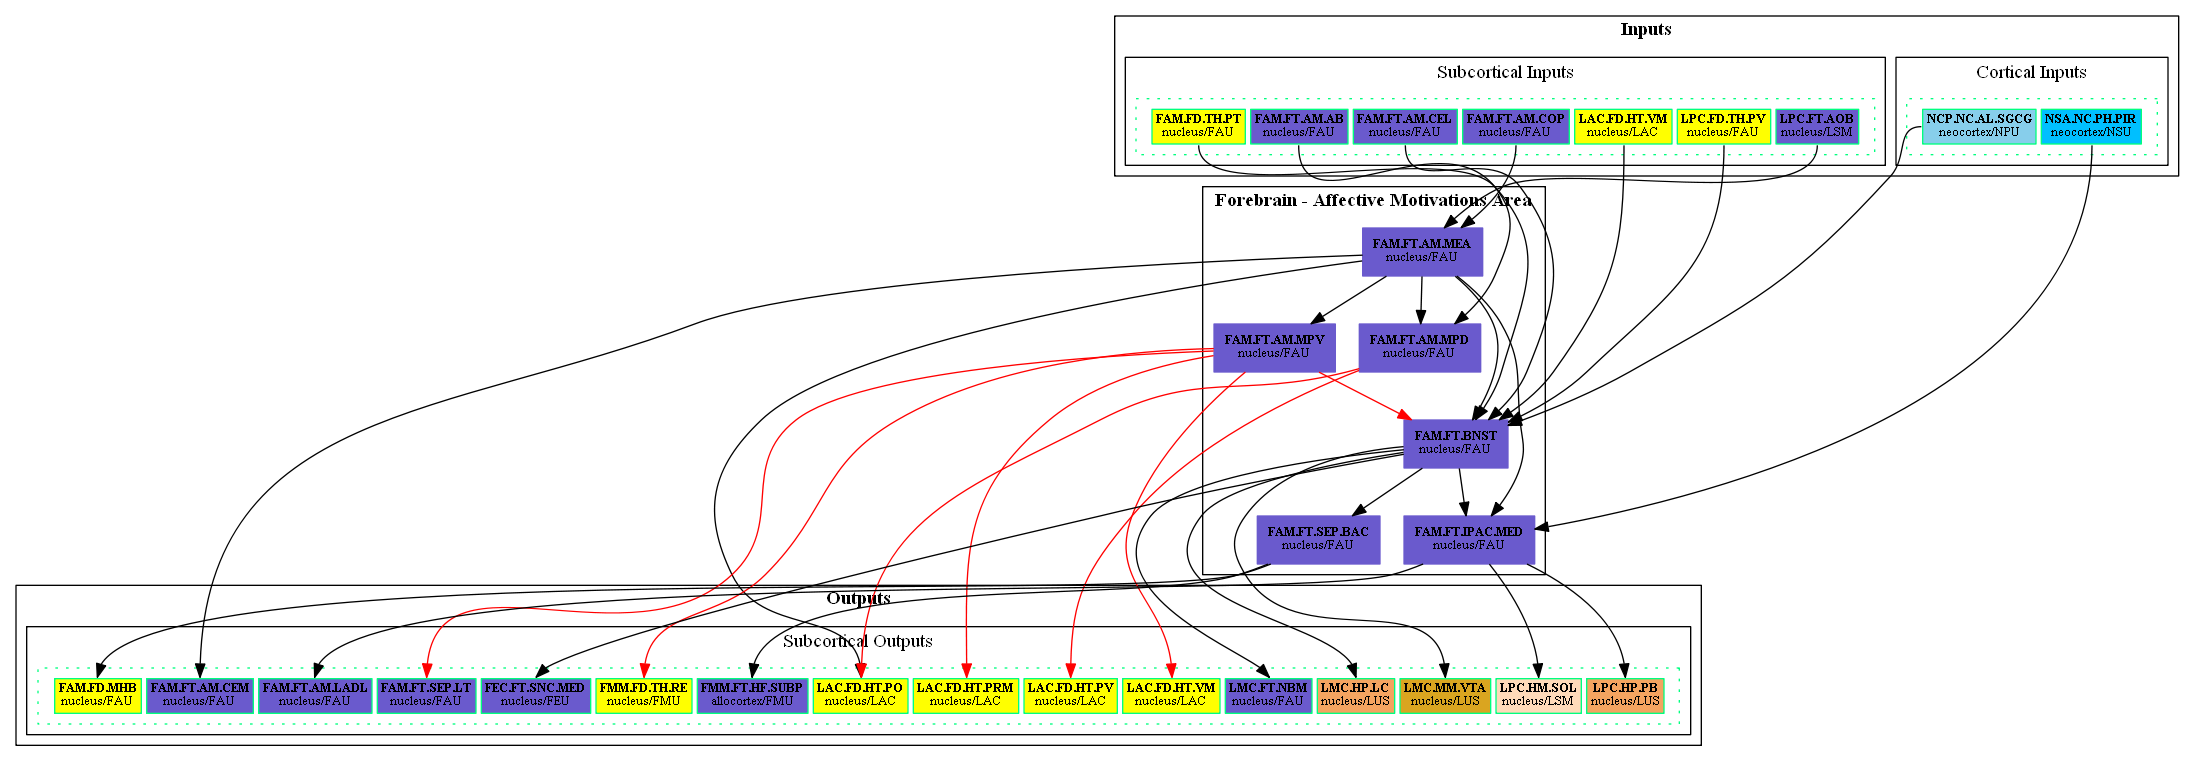 Inputs
Subcortical Inputs
Cortical Inputs
FAM.FD.TH.PT
nucleus/FAU
FAM.FT.AM.AB
nucleus/FAU
FAM.FT.AM.CEL
nucleus/FAU
FAM.FT.AM.COP
nucleus/FAU
LAC.FD.HT.VM
nucleus/LAC
LPC.FD.TH.PV
nucleus/FAU
LPC.FT.AOB
nucleus/LSM
NCP.NC.AL.SGCG
neocortex/NPU
NSA.NC.PH.PIR
neocortex/NSU
Forebrain - Affective Motivations Area
FAM.FT.AM.MEA
nucleus/FAU
FAM.FT.AM.MPV
nucleus/FAU
FAM.FT.AM.MPD
nucleus/FAU
FAM.FT.BNST
nucleus/FAU
FAM.FT.SEP.BAC
nucleus/FAU
FAM.FT.IPAC.MED
nucleus/FAU
Outputs
Subcortical Outputs
FAM.FD.MHB
nucleus/FAU
FAM.FT.AM.CEM
nucleus/FAU
FAM.FT.AM.LADL
nucleus/FAU
FAM.FT.SEP.LT
nucleus/FAU
FEC.FT.SNC.MED
nucleus/FEU
FMM.FD.TH.RE
nucleus/FMU
FMM.FT.HF.SUBP
allocortex/FMU
LAC.FD.HT.PO
nucleus/LAC
LAC.FD.HT.PRM
nucleus/LAC
LAC.FD.HT.PV
nucleus/LAC
LAC.FD.HT.VM
nucleus/LAC
LMC.FT.NBM
nucleus/FAU
LMC.HP.LC
nucleus/LUS
LMC.MM.VTA
nucleus/LUS
LPC.HM.SOL
nucleus/LSM
LPC.HP.PB
nucleus/LUS